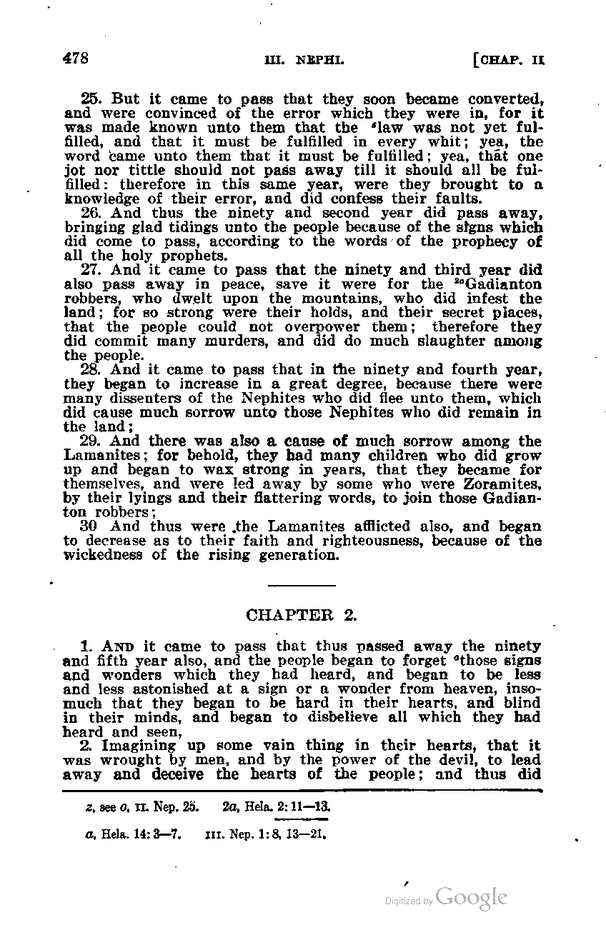 478 III. NEPHI. [CHAP. II
25. But it came to pass that they soon became converted,
and were convinced of the error which they were in, for it
was made known unto them that the ᶻlaw was not yet ful-
filled, and that it must be fulfilled in every whit; yea, the
word came unto them that it must be fulfilled; yea, that one
jot nor tittle should not pass away till it should all be ful-
filled: therefore in this same year, were they brought to a
knowledge of their error, and did confess their faults.
26. And thus the ninety and second year did pass away,
bringing glad tidings unto the people because of the signs which
did come to pass, according to the words of the prophecy of
all the holy prophets.
27. And it came to pass that the ninety and third year did
also pass away in peace, save it were for the ²ᵃGadianton
robbers, who dwelt upon the mountains, who did infest the
land; for so strong were their holds, and their secret places,
that the people could not overpower them; therefore they
did commit many murders, and did do much slaughter among
the people.
28. And it came to pass that in the ninety and fourth year,
they began to increase in a great degree, because there were
many dissenters of the Nephites who did flee unto them, which
did cause much sorrow unto those Nephites who did remain in
the land;
29. And there was also a cause of much sorrow among the
Lamanites; for behold, they had many children who did grow
up and began to wax strong in years, that they became for
themselves, and were led away by some who were Zoramites,
by their lyings and their flattering words, to join those Gadian-
ton robbers;
30 And thus were the Lamanites afflicted also, and began
to decrease as to their faith and righteousness, because of the
wickedness of the rising generation.
CHAPTER 2.
1. AND it came to pass that thus passed away the ninety
and fifth year also, and the people began to forget ᵃthose signs
and wonders which they had heard, and began to be less
and less astonished at a sign or a wonder from heaven, inso-
much that they began to be hard in their hearts, and blind
in their minds, and began to disbelieve all which they had
heard and seen,
2. Imagining up some vain thing in their hearts, that it
was wrought by men, and by the power of the devil, to lead
away and deceive the hearts of the people; and thus did
z, see o, II. Nep. 25. 2a, Hela. 2:11—13.
a, Hela. 14:3—7. III. Nep. 1:8, 13—21.
Digitized by Google